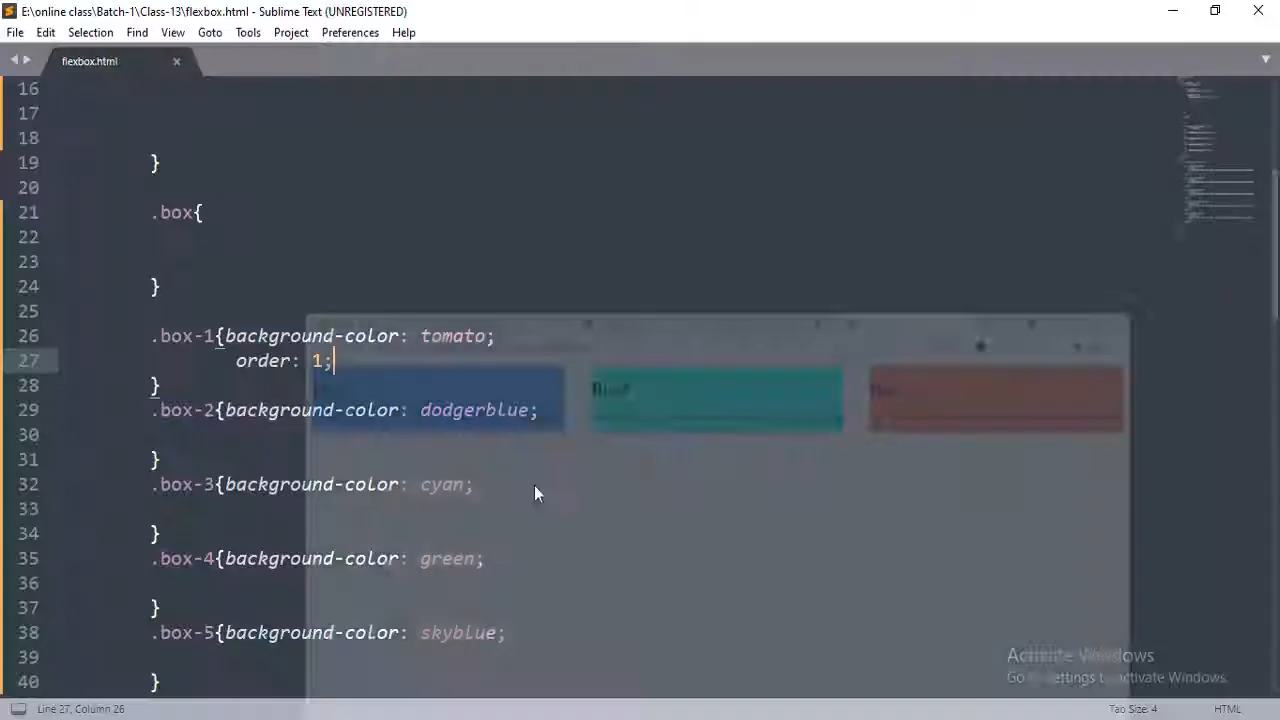 E:\online class\Batch-1\Class-13\flexbox.html - Sublime Text (UNREGISTERED)
File Edit Selection Find View Goto Tools Project Preferences Help
flexbox.html
16
17
18
19 }
20
21 .box{
22
23
24 }
25
26 .box-1{background-color: tomato;
27 order: 1;
28 }
29 .box-2{background-color: dodgerblue;
30
31 }
32 .box-3{background-color: cyan;
33
34 }
35 .box-4{background-color: green;
36
37 }
38 .box-5{background-color: skyblue;
39
40 }
Activate Windows
Go to Settings to activate Windows.
Line 27, Column 26 Tab Size: 4 HTML